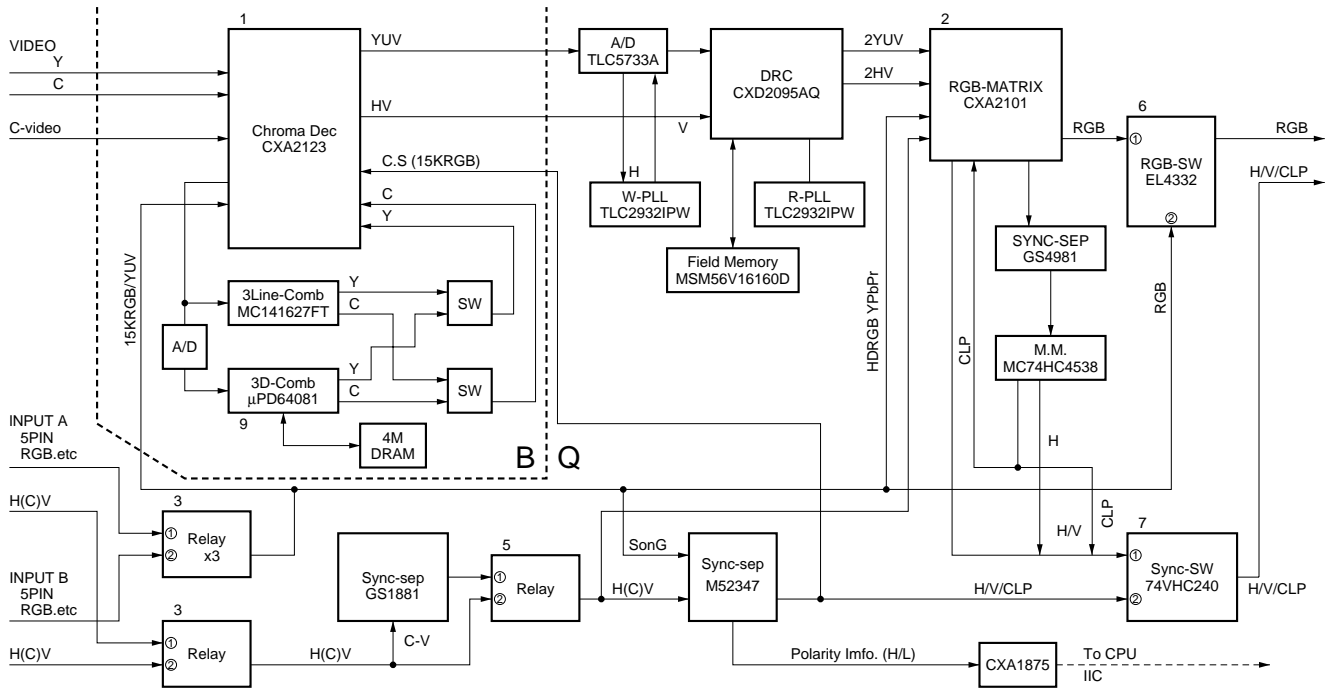 VIDEO
Y
C
C-video
1
Chroma Dec
CXA2123
YUV
HV
V
C.S (15KRGB)
C
Y
15KRGB/YUV
3Line-Comb
MC141627FT
Y
C
SW
A/D
3D-Comb
µPD64081
9
Y
C
SW
4M
DRAM
B
Q
A/D
TLC5733A
H
W-PLL
TLC2932IPW
DRC
CXD2095AQ
R-PLL
TLC2932IPW
Field Memory
MSM56V16160D
2YUV
2HV
2
RGB-MATRIX
CXA2101
RGB
6
①
RGB-SW
EL4332
②
RGB
H/V/CLP
SYNC-SEP
GS4981
M.M.
MC74HC4538
HDRGB YPbPr
CLP
RGB
H
H/V
CLP
INPUT A
5PIN
RGB.etc
H(C)V
3
①
②
Relay
x3
INPUT B
5PIN
RGB.etc
H(C)V
3
①
②
Relay
H(C)V
Sync-sep
GS1881
C-V
5
①
②
Relay
H(C)V
SonG
Sync-sep
M52347
H/V/CLP
7
①
②
Sync-SW
74VHC240
H/V/CLP
Polarity Imfo. (H/L)
CXA1875
To CPU
IIC